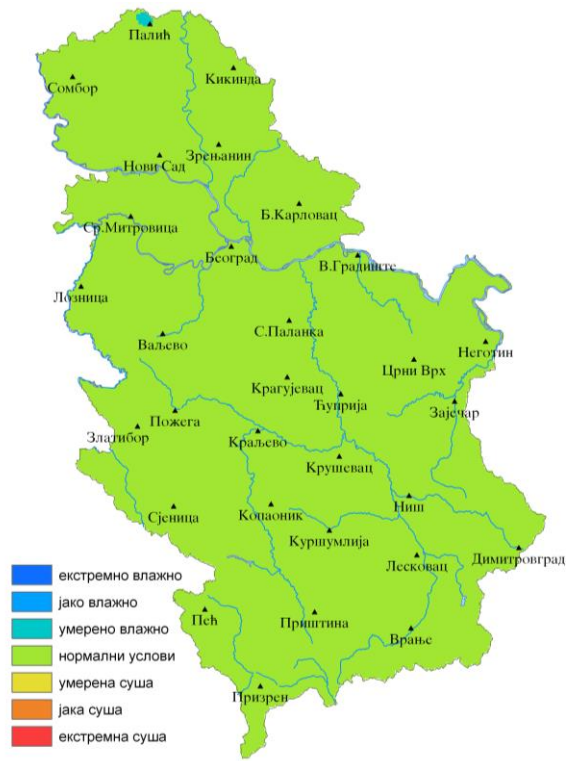 Палић
Кикинда
Сомбор
Зрењанин
Нови Сад
Б.Карловац
Ср.Митровица
Београд
В.Градиште
Лозница
С.Паланка
Ваљево
Неготин
Црни Врх
Крагујевац
Ћуприја
Зајечар
Пожега
Златибор
Краљево
Крушевац
Ниш
Сјеница
Копаоник
Куршумлија
Димитровград
Лесковац
Пећ
Приштина
Врање
Призрен
екстремно влажно
јако влажно
умерено влажно
нормални услови
умерена суша
јака суша
екстремна суша